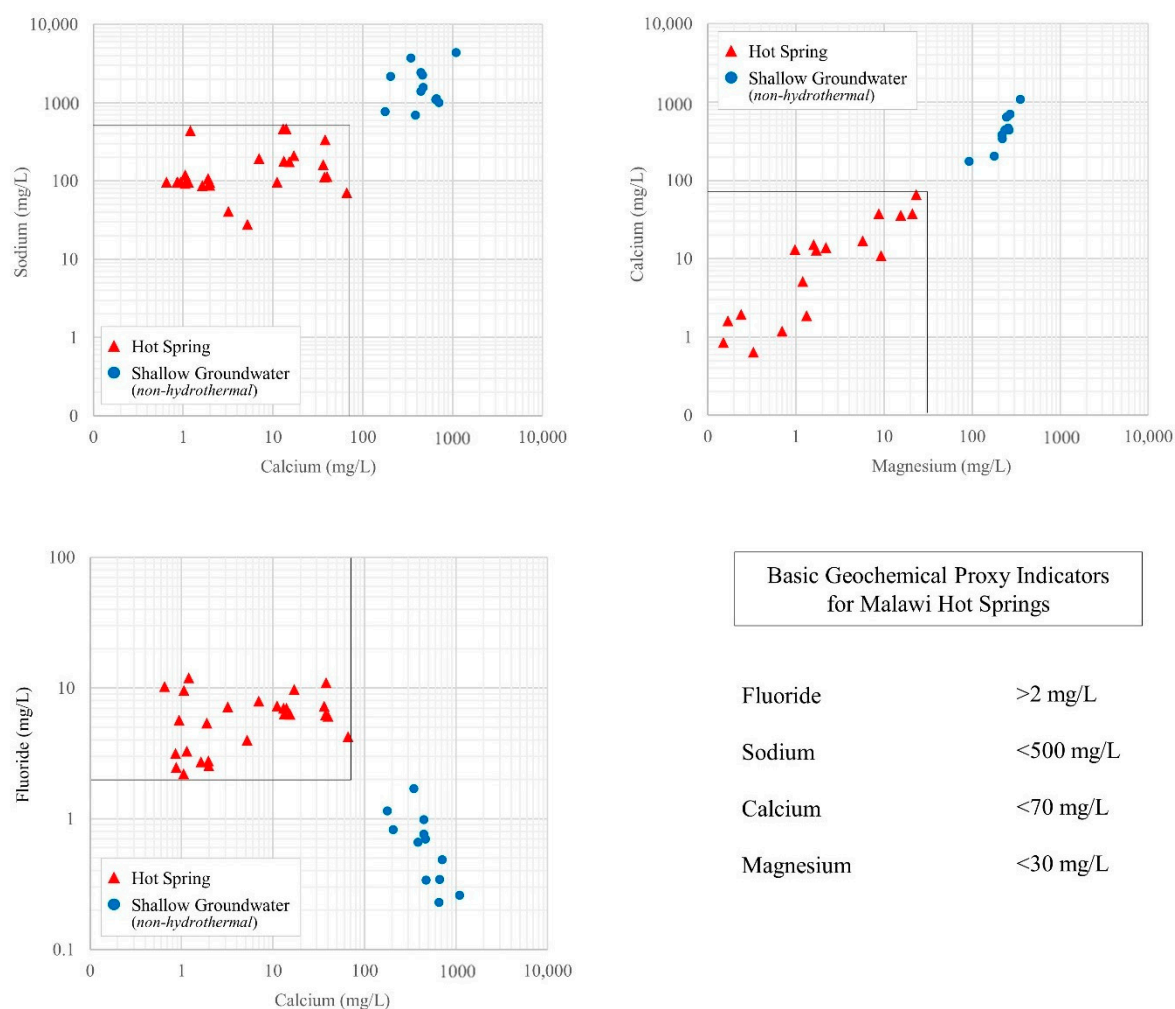 10,000
1000
100
10
1
0
Sodium (mg/L)
Hot Spring
Shallow Groundwater
(non-hydrothermal)
0 1 10 100 1000 10,000
Calcium (mg/L)
10,000
1000
100
10
1
0
Calcium (mg/L)
Hot Spring
Shallow Groundwater
(non-hydrothermal)
0 1 10 100 1000 10,000
Magnesium (mg/L)
100
10
1
0.1
Fluoride (mg/L)
Hot Spring
Shallow Groundwater
(non-hydrothermal)
0 1 10 100 1000 10,000
Calcium (mg/L)
Basic Geochemical Proxy Indicators
for Malawi Hot Springs
Fluoride >2 mg/L
Sodium <500 mg/L
Calcium <70 mg/L
Magnesium <30 mg/L